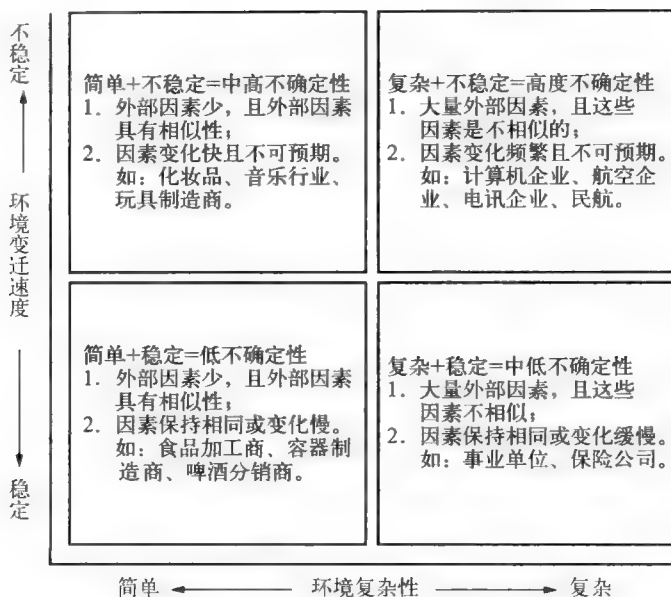 不稳定
环境变迁速度
稳定
简单+不稳定=中高不确定性
1. 外部因素少，且外部因素
具有相似性；
2. 因素变化快且不可预期。
如：化妆品、音乐行业、
玩具制造商。
复杂+不稳定=高度不确定性
1. 大量外部因素，且这些
因素是不相似的；
2. 因素变化频繁且不可预期。
如：计算机企业、航空企
业、电讯企业、民航。
简单+稳定=低不确定性
1. 外部因素少，且外部因素
具有相似性；
2. 因素保持相同或变化慢。
如：食品加工商、容器制
造商、啤酒分销商。
复杂+稳定=中低不确定性
1. 大量外部因素，且这些
因素不相似；
2. 因素保持相同或变化缓慢。
如：事业单位、保险公司。
简单 环境复杂性 复杂